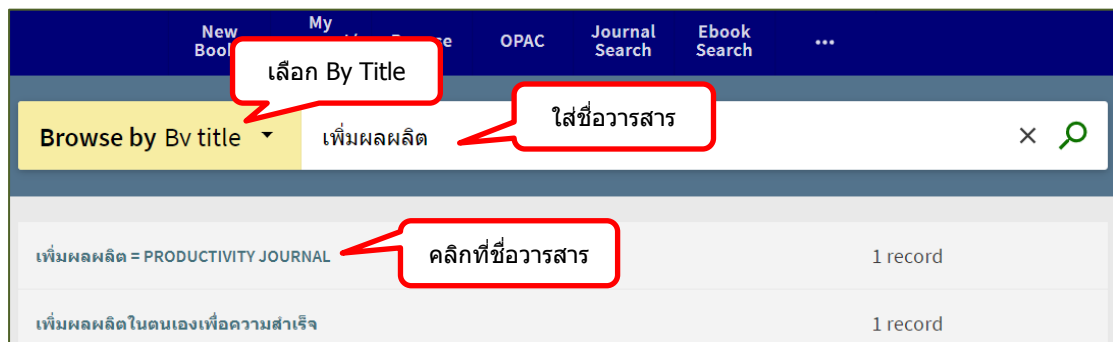 New
Book
My
OPAC
Journal
Search
Ebook
Search
...
เลือก By Title
Browse by By title
เพิ่มผลผลิต
ใส่ชื่อวารสาร
เพิ่มผลผลิต = PRODUCTIVITY JOURNAL
คลิกที่ชื่อวารสาร
1 record
เพิ่มผลผลิตในตนเองเพื่อความสำเร็จ
1 record